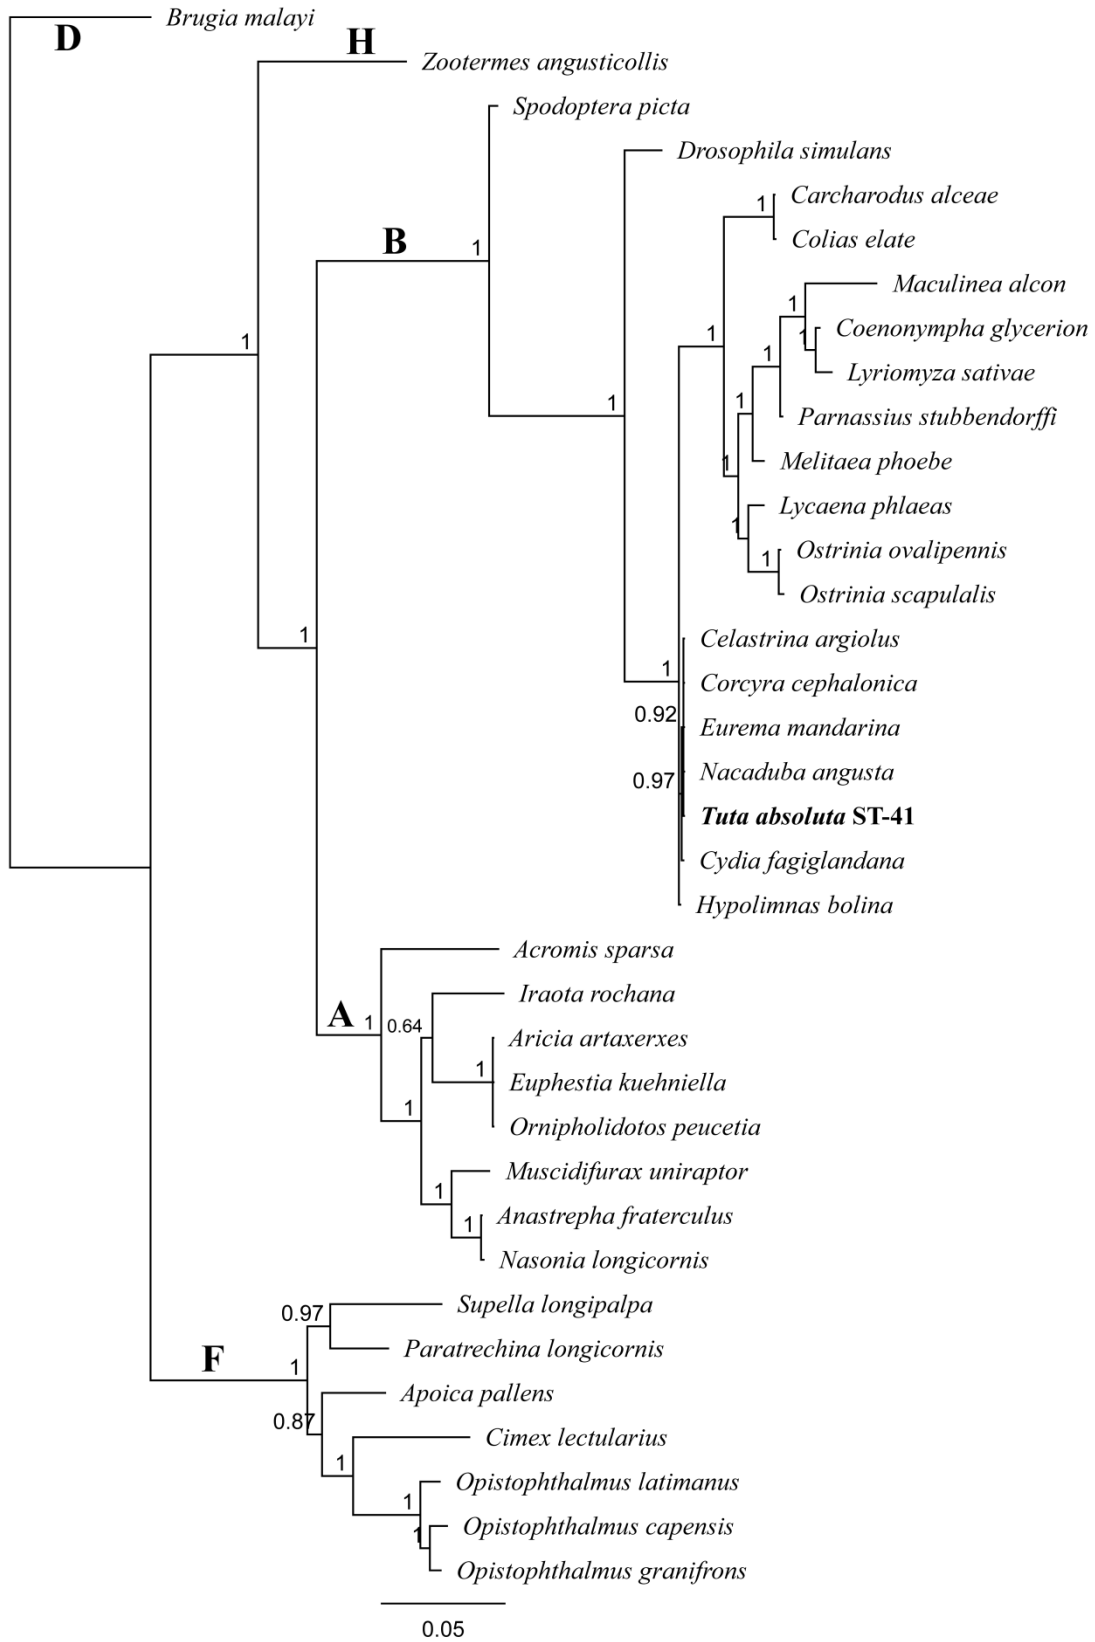 Brugia malayi
D
H
Zootermes angusticollis
Spodoptera picta
Drosophila simulans
1
Carcharodus alceae
B
1
Colias elate
Maculinea alcon
1
1
Coenonympha glycerion
1
1
1
Lyriomyza sativae
1
1
Parnassius stubbendorffi
1
Melitaea phoebe
Lycaena phlaeas
1
1
Ostrinia ovalipennis
Ostrinia scapulalis
1
Celastrina argiolus
1
Corcyra cephalonica
0.92
Eurema mandarina
0.97
Nacaduba angusta
Tuta absoluta ST-41
Cydia fagiglandana
Hypolimnas bolina
Acromis sparsa
Iraota rochana
A
1
0.64
Aricia artaxerxes
1
Euphestia kuehniella
1
Ornipholidotos peucetia
Muscidifurax uniraptor
1
1
Anastrepha fraterculus
Nasonia longicornis
0.97
Supella longipalpa
F
1
Paratrechina longicornis
Apoica pallens
0.87
Cimex lectularius
1
Opistophthalmus latimanus
1
1
Opistophthalmus capensis
Opistophthalmus granifrons
0.05